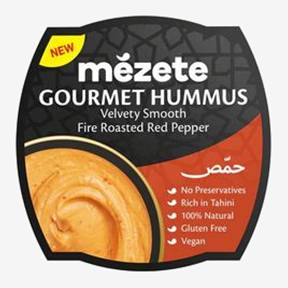 NEW
mézete
GOURMET HUMMUS
Velvety Smooth
Fire Roasted Red Pepper
حمّص
No Preservatives
Rich in Tahini
100% Natural
Gluten Free
Vegan